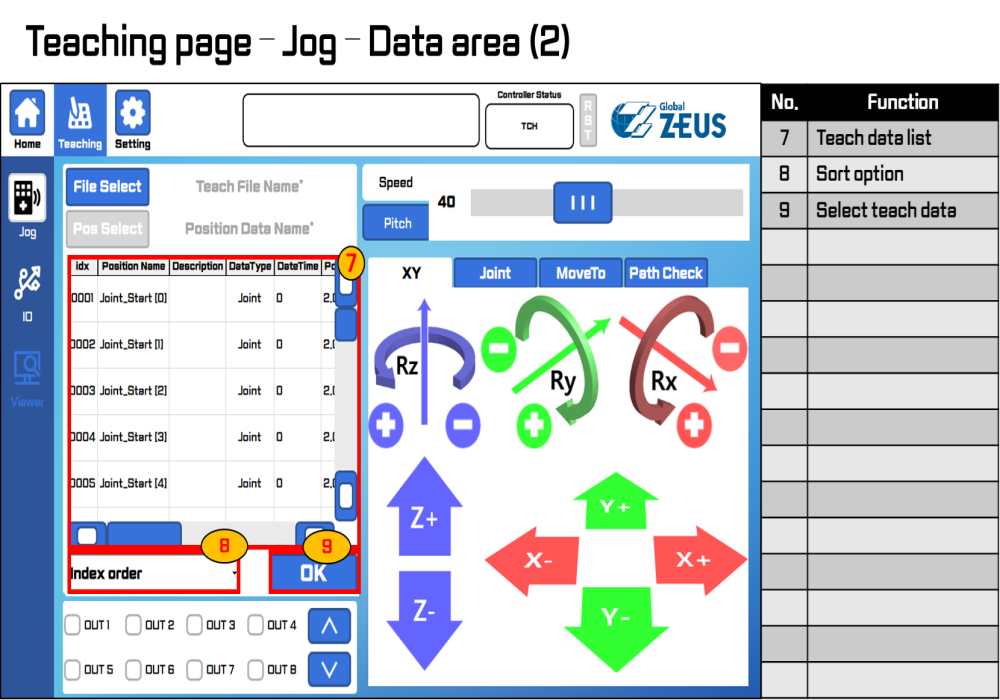 Teaching page – Jog – Data area (2)
Home
Teaching
Setting
Controller Status
TCH
RST
Global
ZEUS
No. Function
7 Teach data list
8 Sort option
9 Select teach data
Jog
IO
Viewer
File Select Teach File Name*
Pos Select Position Data Name*
Speed
40
Pitch
idx Position Name Description DataType DateTime Po
7
0001 Joint_Start [0] Joint 0 2,0
0002 Joint_Start [1] Joint 0 2,0
0003 Joint_Start [2] Joint 0 2,0
0004 Joint_Start [3] Joint 0 2,0
0005 Joint_Start [4] Joint 0 2,0
8
9
Index order
OK
OUT 1 OUT 2 OUT 3 OUT 4
OUT 5 OUT 6 OUT 7 OUT 8
XY Joint MoveTo Path Check
Rz
Ry
Rx
Z+
Z-
Y+
X-
X+
Y-